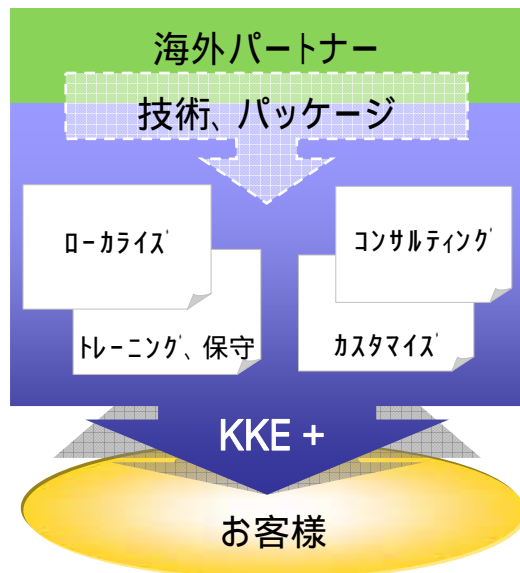 海外パートナー
技術、パッケージ
ローカライズ
コンサルティング
トレーニング、保守
カスタマイズ
KKE +
お客様